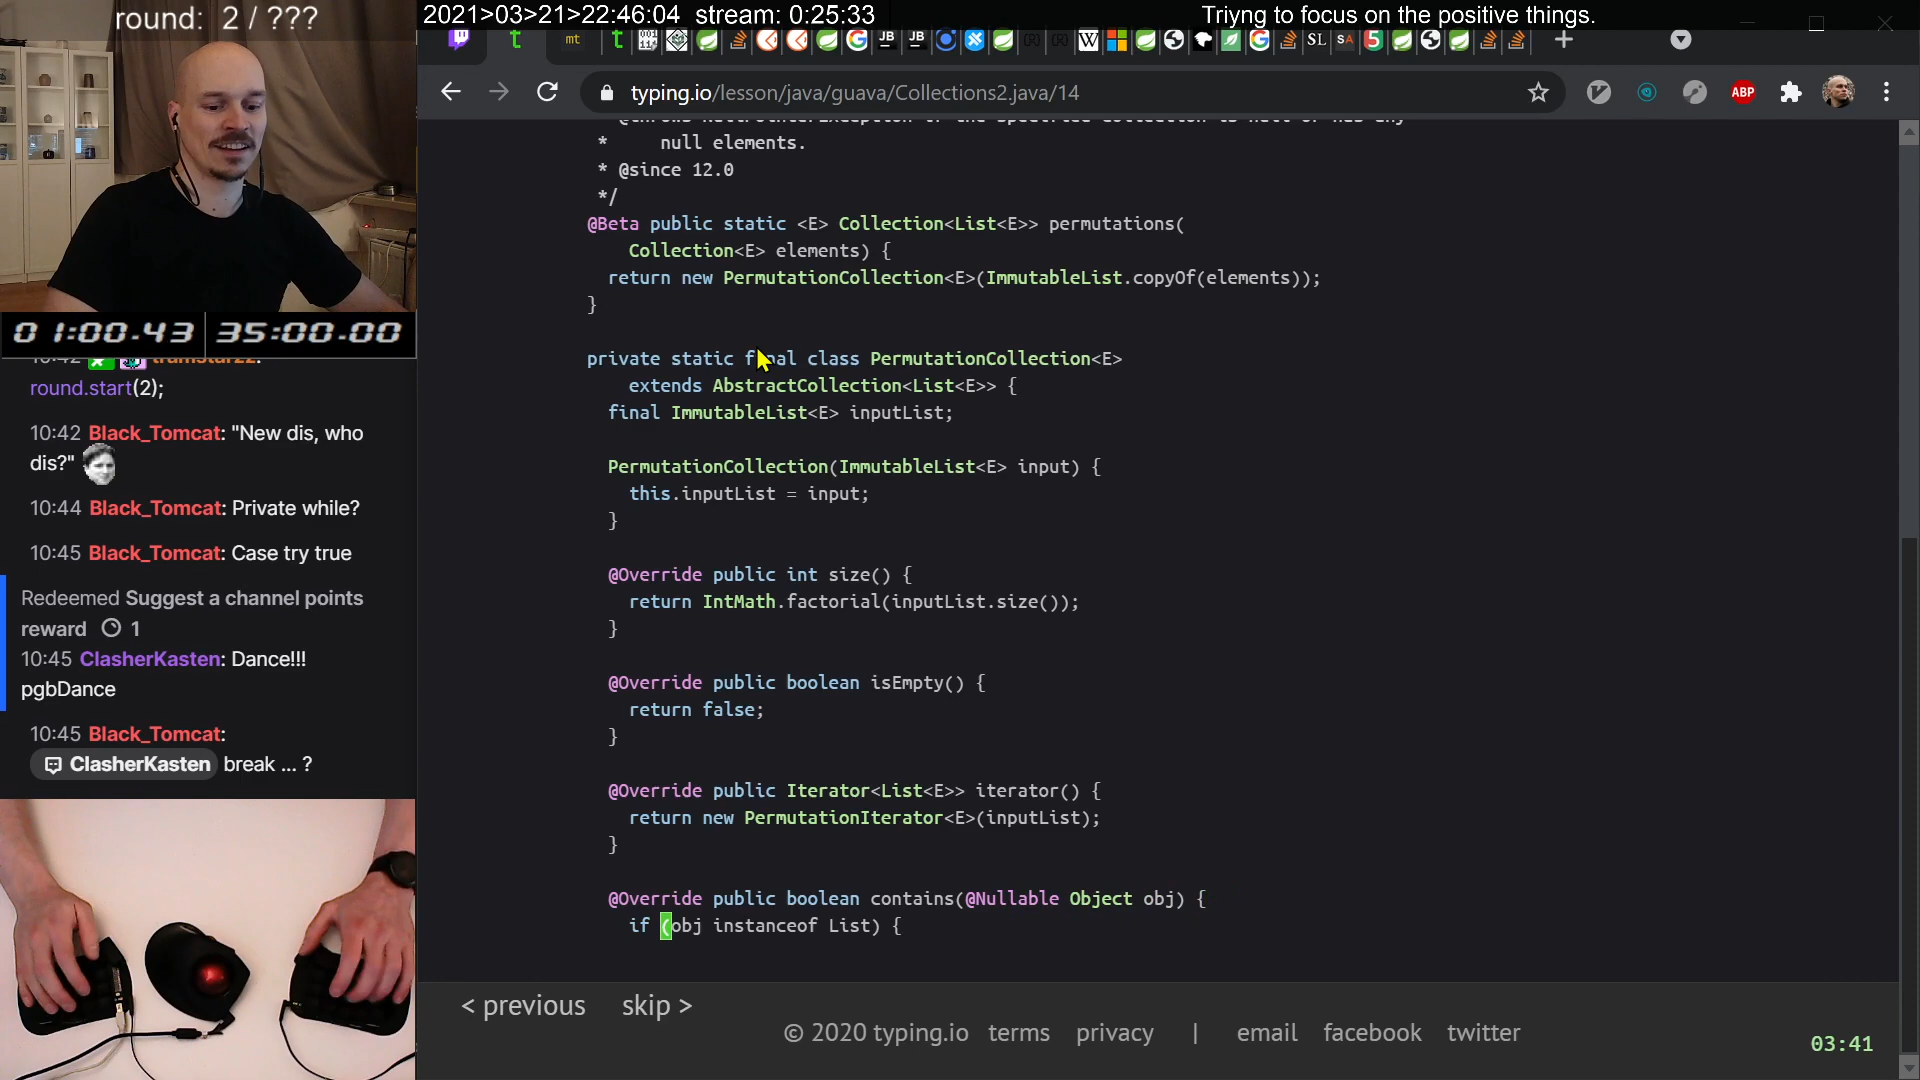 round: 2 / ???
2021>03>21>22:46:04 stream: 0:25:33
Triyng to focus on the positive things.
typing.io/lesson/java/guava/Collections2.java/14
ABP
*     null elements.
* @since 12.0
*/
@Beta public static <E> Collection<List<E>> permutations(
Collection<E> elements) {
return new PermutationCollection<E>(ImmutableList.copyOf(elements));
}
private static final class PermutationCollection<E>
extends AbstractCollection<List<E>> {
final ImmutableList<E> inputList;
PermutationCollection(ImmutableList<E> input) {
this.inputList = input;
}
@Override public int size() {
return IntMath.factorial(inputList.size());
}
@Override public boolean isEmpty() {
return false;
}
@Override public Iterator<List<E>> iterator() {
return new PermutationIterator<E>(inputList);
}
@Override public boolean contains(@Nullable Object obj) {
if (obj instanceof List) {
< previous skip >
© 2020 typing.io terms privacy | email facebook twitter
03:41
0 1:00.43 35:00.00
round.start(2);
10:42 Black_Tomcat: "New dis, who
dis?"
10:44 Black_Tomcat: Private while?
10:45 Black_Tomcat: Case try true
Redeemed Suggest a channel points
reward 1
10:45 ClasherKasten: Dance!!!
pgbDance
10:45 Black_Tomcat:
ClasherKasten break ... ?